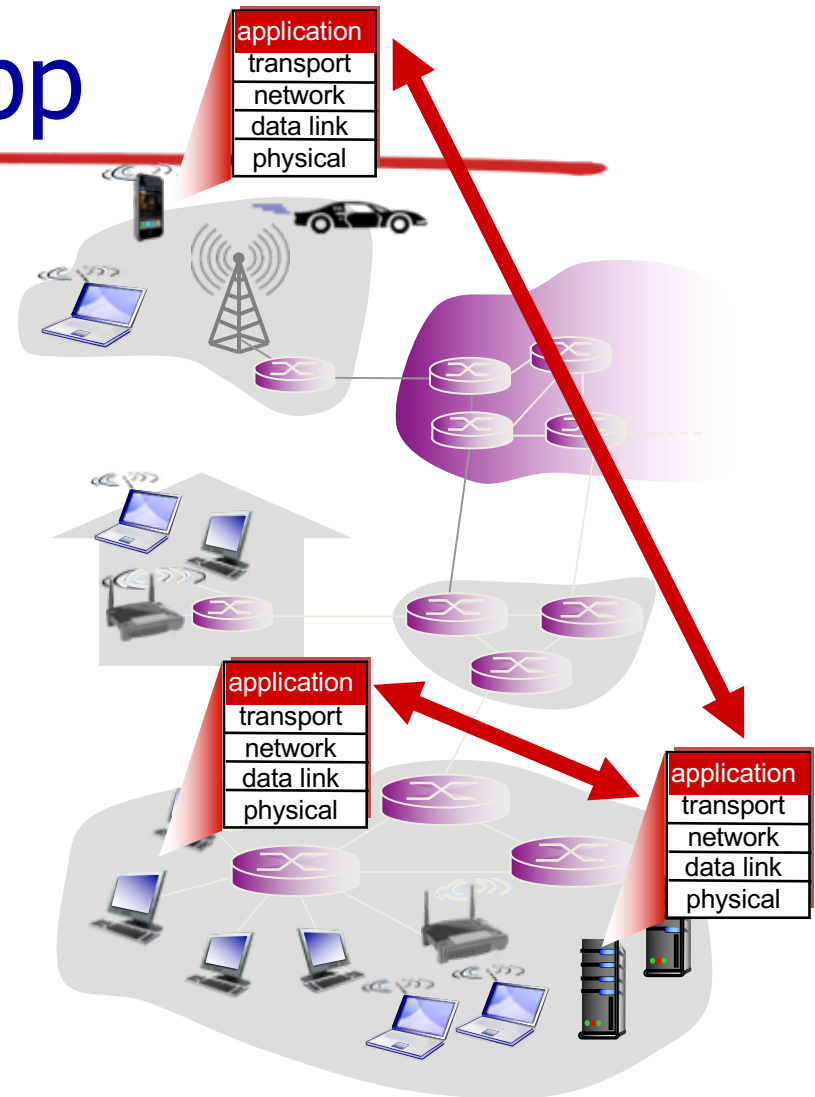 pp
application
transport
network
data link
physical
application
transport
network
data link
physical
application
transport
network
data link
physical